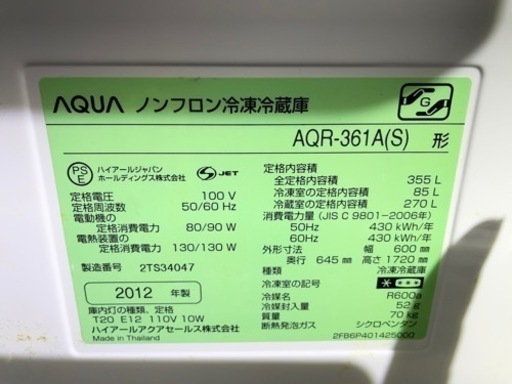 AQUA ノンフロン冷凍冷蔵庫
G
AQR-361A(S) 形
PS
E
ハイアールジャパン
ホールディングス株式会社
S JET
定格電圧 100 V
定格周波数 50/60 Hz
電動機の
定格消費電力 80/90 W
電熱装置の
定格消費電力 130/130 W
製造番号 2TS34047
2012 年製
庫内灯の種類、定格
T20 E12 110V 10W
ハイアールアクアセールス株式会社
Made in Thailand
定格内容積
全定格内容積 355 L
冷凍室の定格内容積 85 L
冷蔵室の定格内容積 270 L
消費電力量 (JIS C 9801-2006年)
50Hz 430 kWh/年
60Hz 430 kWh/年
外形寸法 幅 600 mm
奥行 645 mm 高さ 1720 mm
種類 冷凍冷蔵庫
冷凍室の記号
冷媒 R600a
冷媒封入量 52 g
質量 70 kg
断熱発泡ガス シクロペンタン
2FB6P401425000